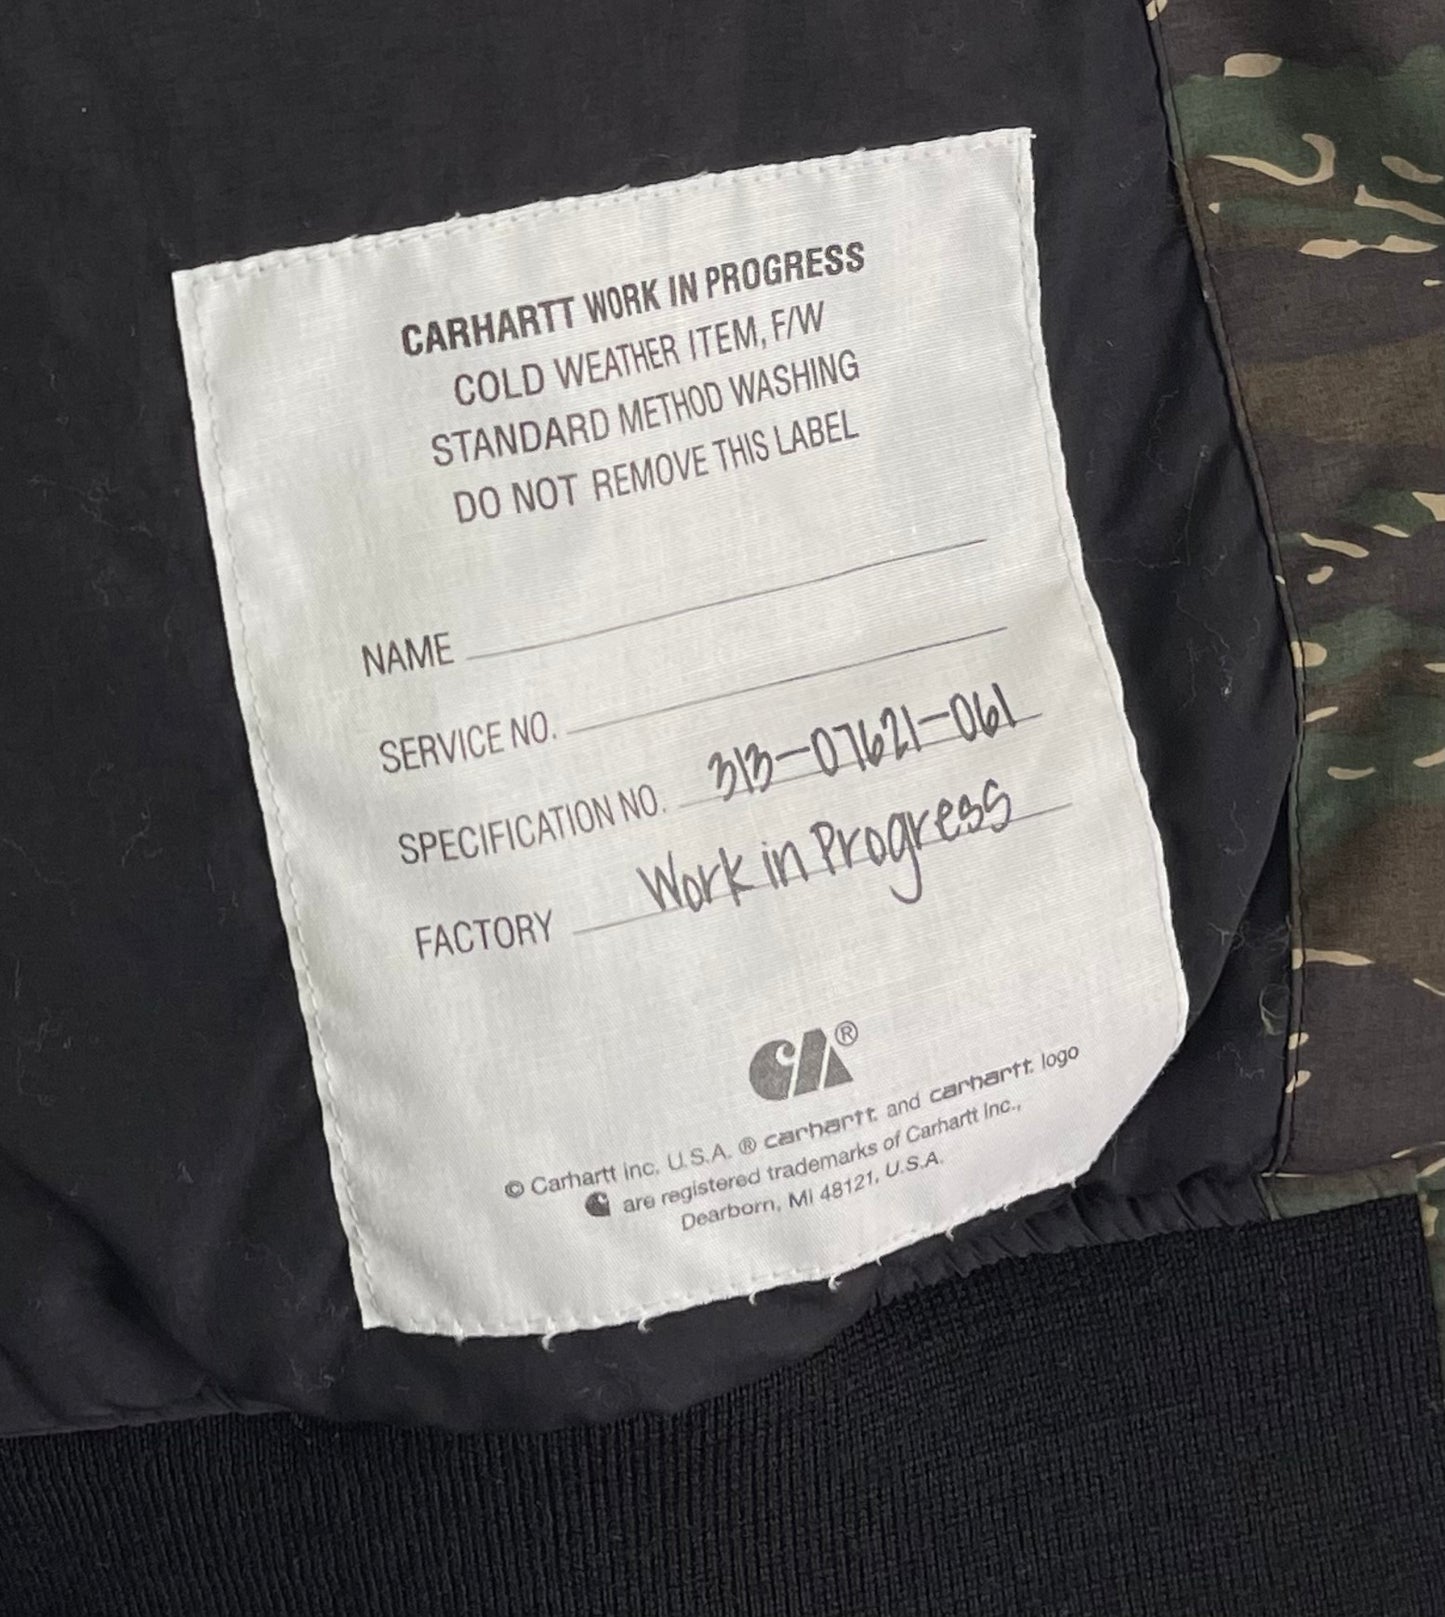 CARHARTT WORK IN PROGRESS
COLD WEATHER ITEM, F/W
STANDARD METHOD WASHING
DO NOT REMOVE THIS LABEL
NAME
SERVICE NO.
SPECIFICATION NO. 313-07621-061
FACTORY Work in Progress
®
© Carhartt Inc. U.S.A. ® carhartt. and carhartt. logo
are registered trademarks of Carhartt Inc.,
Dearborn, MI 48121, U.S.A.